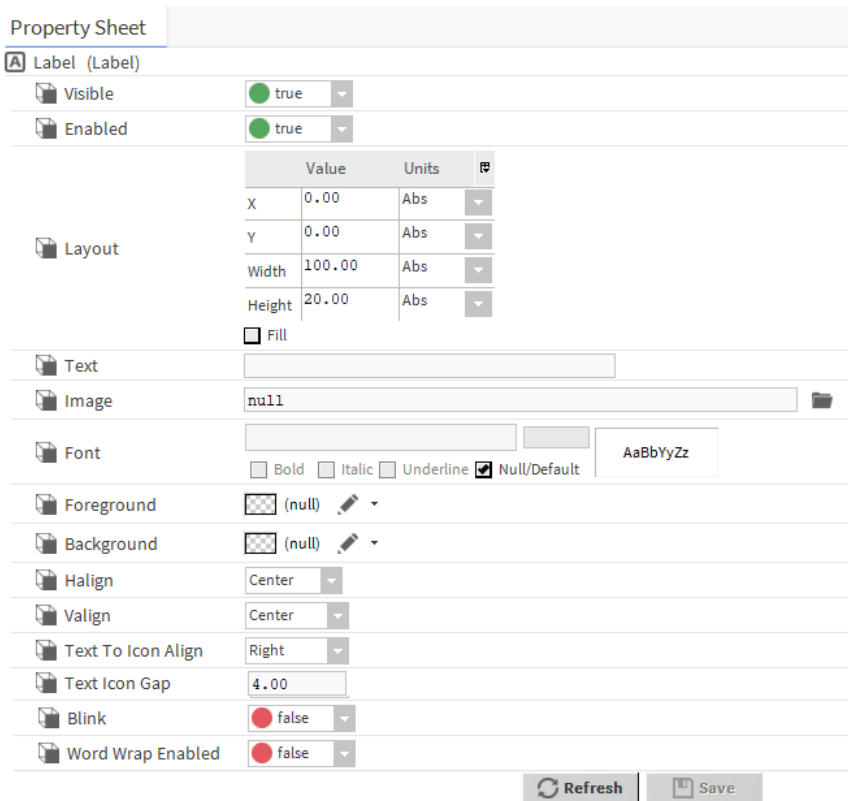 Property Sheet
A Label (Label)
Visible true
Enabled true
Value Units
X 0.00 Abs
Y 0.00 Abs
Layout
Width 100.00 Abs
Height 20.00 Abs
Fill
Text
Image null
Font AaBbYyZz
Bold Italic Underline Null/Default
Foreground (null)
Background (null)
Halign Center
Valign Center
Text To Icon Align Right
Text Icon Gap 4.00
Blink false
Word Wrap Enabled false
Refresh Save